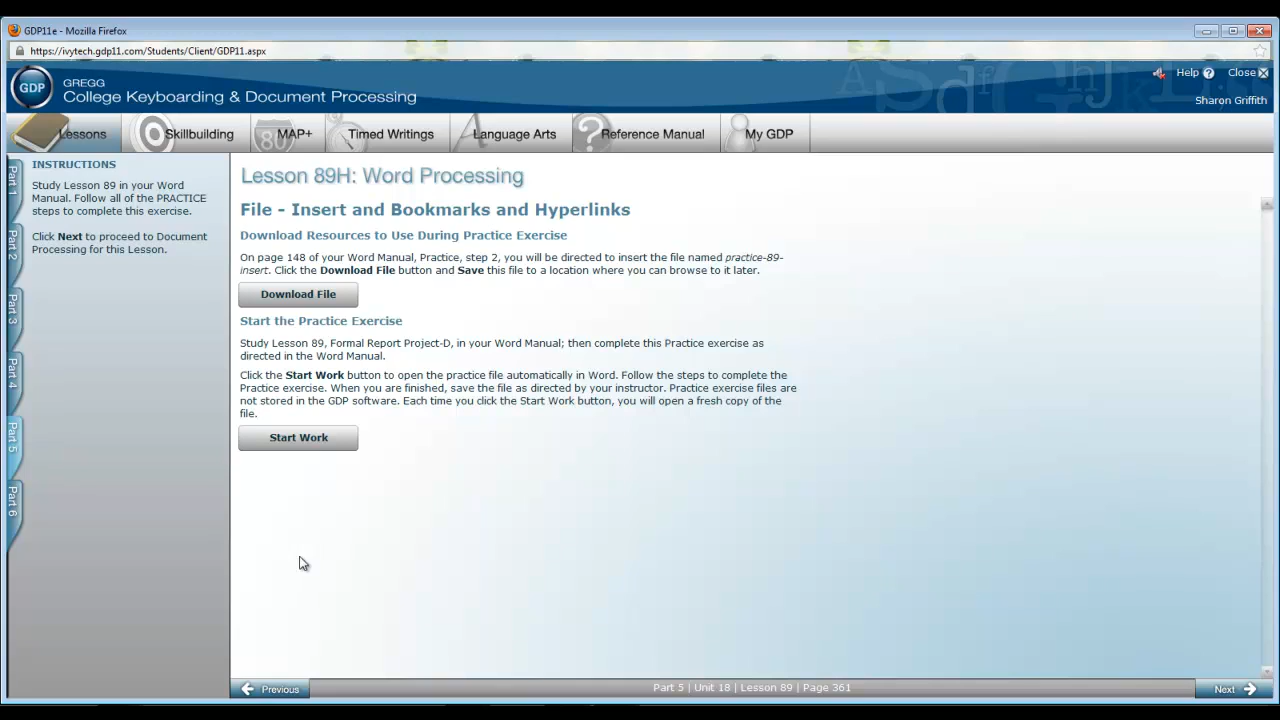 GDP11e - Mozilla Firefox
https://ivytech.gdp11.com/Students/Client/GDP11.aspx
GDP
GREGG
College Keyboarding & Document Processing
Help ? Close
Sharon Griffith
Lessons Skillbuilding MAP+ Timed Writings Language Arts Reference Manual My GDP
Part 1
Part 2
Part 3
Part 4
Part 5
Part 6
INSTRUCTIONS
Study Lesson 89 in your Word
Manual. Follow all of the PRACTICE
steps to complete this exercise.
Click Next to proceed to Document
Processing for this Lesson.
Lesson 89H: Word Processing
File - Insert and Bookmarks and Hyperlinks
Download Resources to Use During Practice Exercise
On page 148 of your Word Manual, Practice, step 2, you will be directed to insert the file named practice-89-
insert. Click the Download File button and Save this file to a location where you can browse to it later.
Download File
Start the Practice Exercise
Study Lesson 89, Formal Report Project-D, in your Word Manual; then complete this Practice exercise as
directed in the Word Manual.
Click the Start Work button to open the practice file automatically in Word. Follow the steps to complete the
Practice exercise. When you are finished, save the file as directed by your instructor. Practice exercise files are
not stored in the GDP software. Each time you click the Start Work button, you will open a fresh copy of the
file.
Start Work
Previous
Part 5 | Unit 18 | Lesson 89 | Page 361
Next